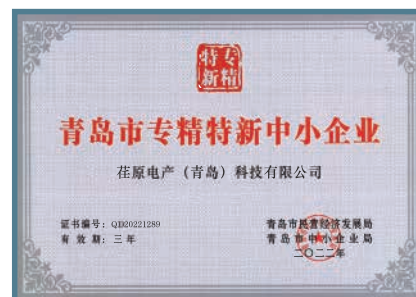 专精
特新
青岛市专精特新中小企业
荏原电产（青岛）科技有限公司
证书编号：QD20221289
有效期：三年
青岛市民营经济发展局
青岛市中小企业局
二〇二二年